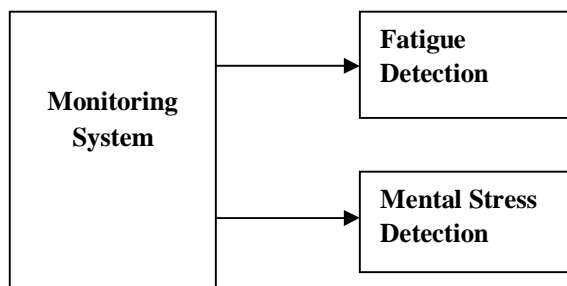 Monitoring
System
Fatigue
Detection
Mental Stress
Detection